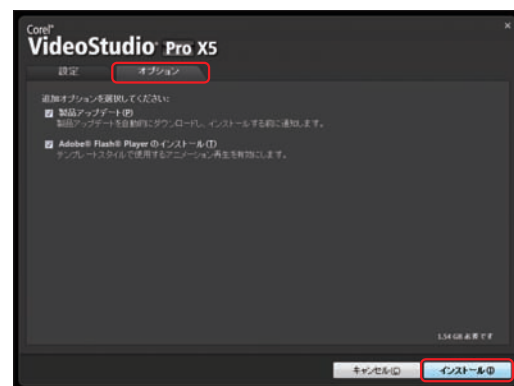 Corel®
VideoStudio® Pro X5
×
設定 オプション
追加オプションを選択してください:
製品アップデート(P)
製品アップデートを自動的にダウンロードし、インストールする前に通知します。
Adobe® Flash® Player のインストール(T)
テンプレートスタイルで使用するアニメーション再生を有効にします。
1.54 GB 必要です
キャンセル(C) インストール(I)